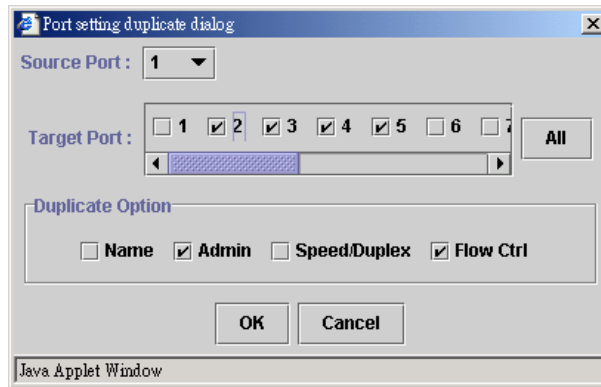 Port setting duplicate dialog
Source Port : 1
Target Port : 1 2 3 4 5 6 7 All
Duplicate Option
Name Admin Speed/Duplex Flow Ctrl
OK Cancel
Java Applet Window